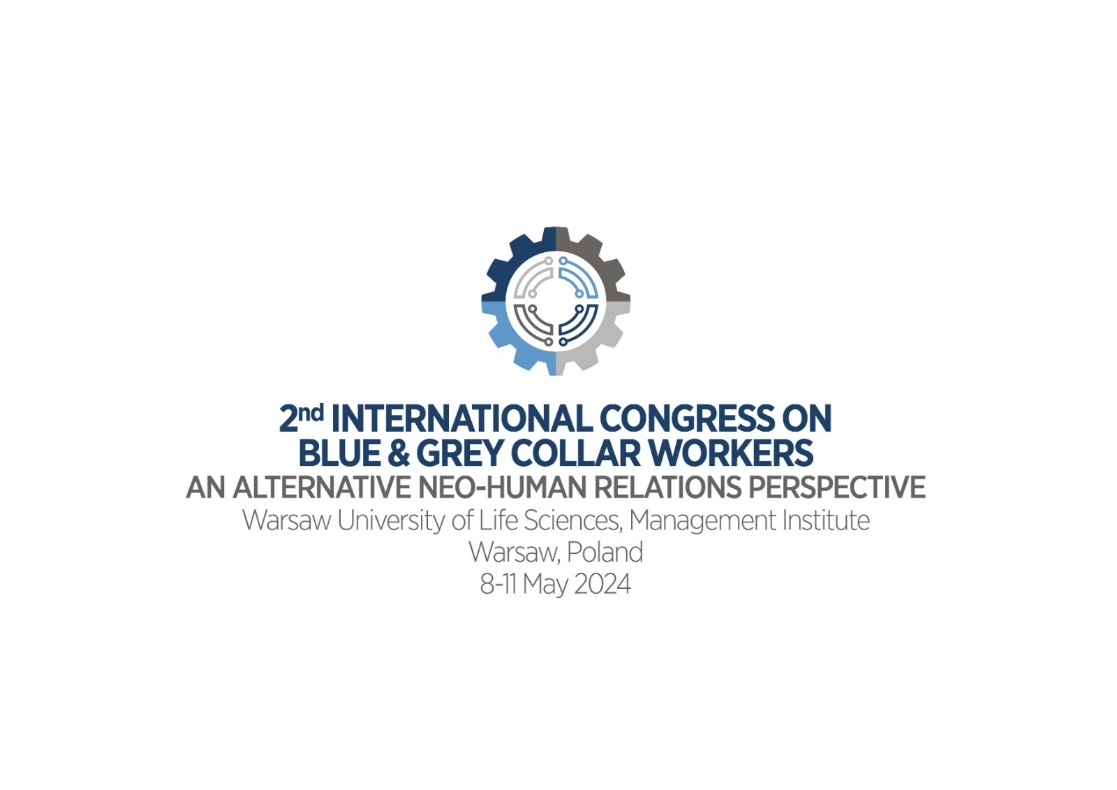 2nd INTERNATIONAL CONGRESS ON
BLUE & GREY COLLAR WORKERS
AN ALTERNATIVE NEO-HUMAN RELATIONS PERSPECTIVE
Warsaw University of Life Sciences, Management Institute
Warsaw, Poland
8-11 May 2024